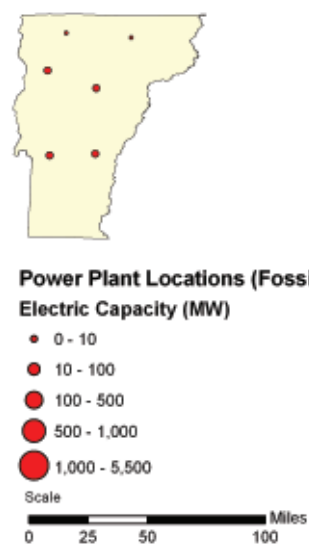 Power Plant Locations (Fossi
Electric Capacity (MW)
0 - 10
10 - 100
100 - 500
500 - 1,000
1,000 - 5,500
Scale
Miles
0 25 50 100